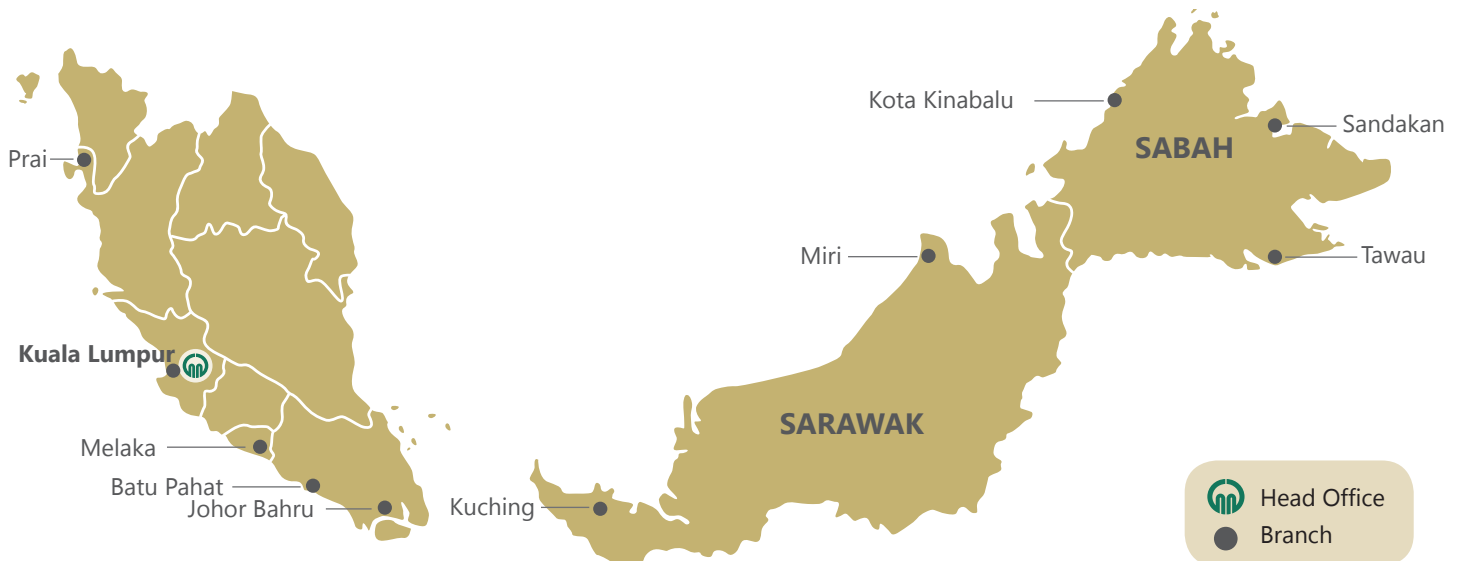 Kota Kinabalu
Sandakan
SABAH
Prai
Miri
Tawau
Kuala Lumpur
SARAWAK
Melaka
Batu Pahat
Johor Bahru
Kuching
Head Office
Branch